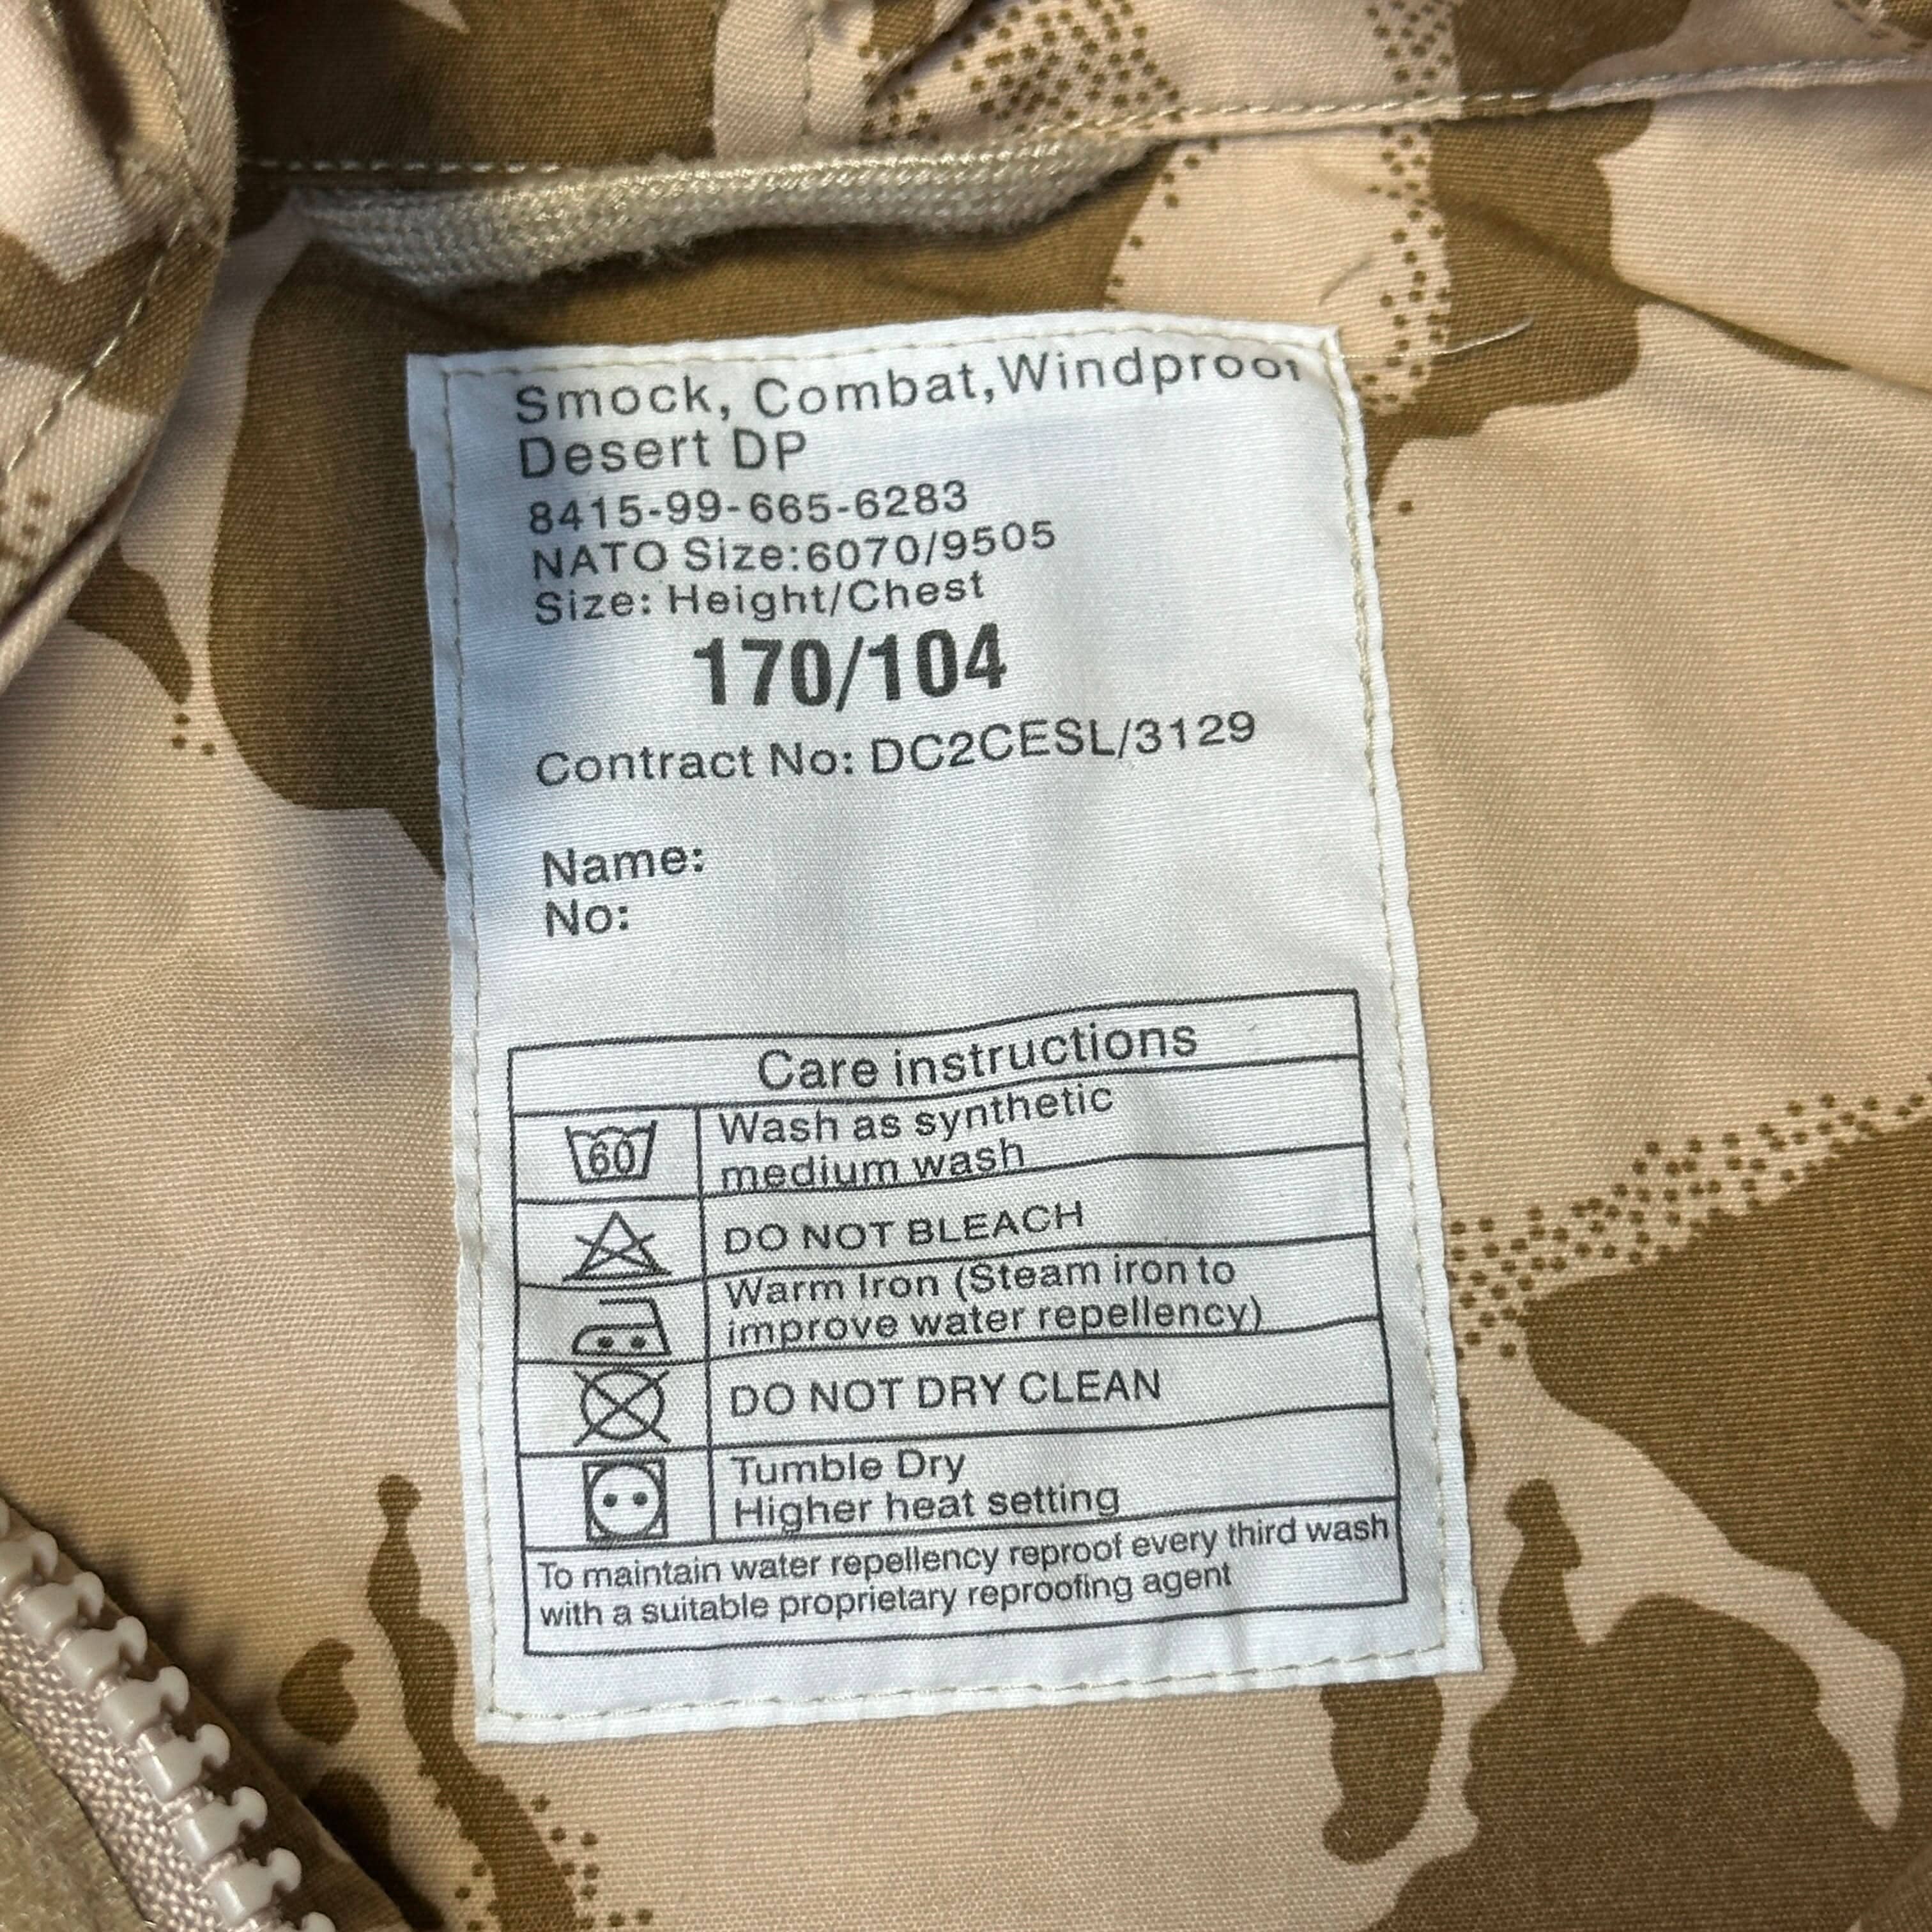 Smock, Combat,Windproof
Desert DP
8415-99-665-6283
NATO Size:6070/9505
Size: Height/Chest
170/104
Contract No: DC2CESL/3129
Name:
No:
Care instructions
60
Wash as synthetic
medium wash
DO NOT BLEACH
Warm Iron (Steam iron to
improve water repellency)
DO NOT DRY CLEAN
Tumble Dry
Higher heat setting
To maintain water repellency reproof every third wash
with a suitable proprietary reproofing agent